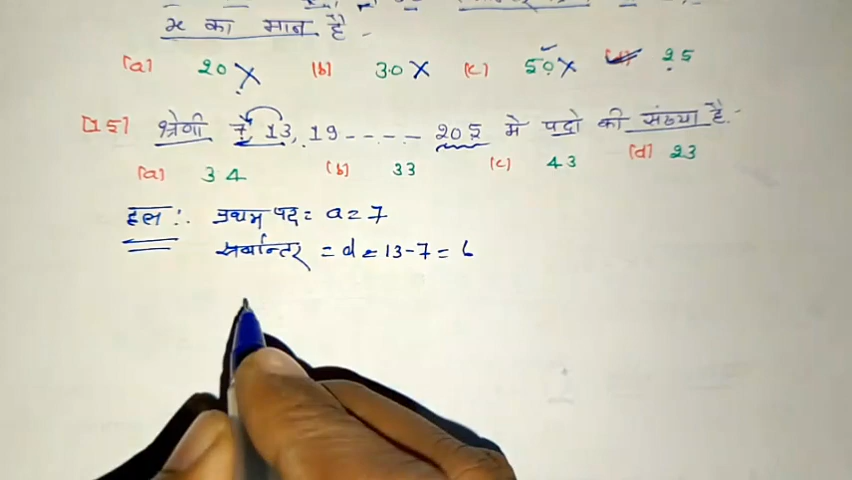 x का मान है -
(a) 20 (b) 30 (c) 50 (d) 25
[15] श्रेणी 7, 13, 19 ---- 205 में पदो की संख्या है.-
(a) 34 (b) 33 (c) 43 (d) 23
हल :. प्रथम पद = a = 7
सर्वान्तर = d = 13-7 = 6